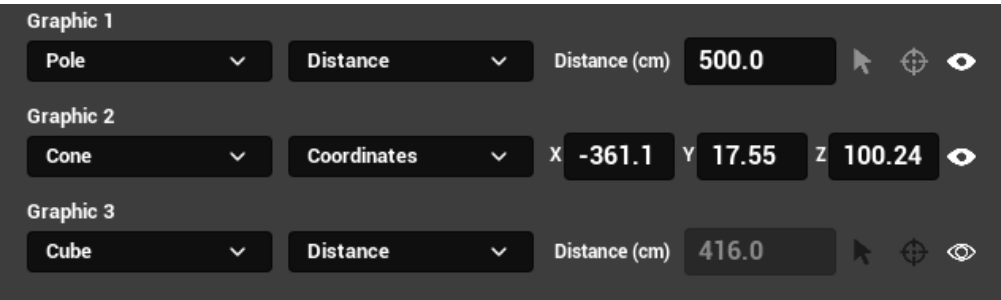 Graphic 1
Pole Distance Distance (cm) 500.0
Graphic 2
Cone Coordinates X -361.1 Y 17.55 Z 100.24
Graphic 3
Cube Distance Distance (cm) 416.0